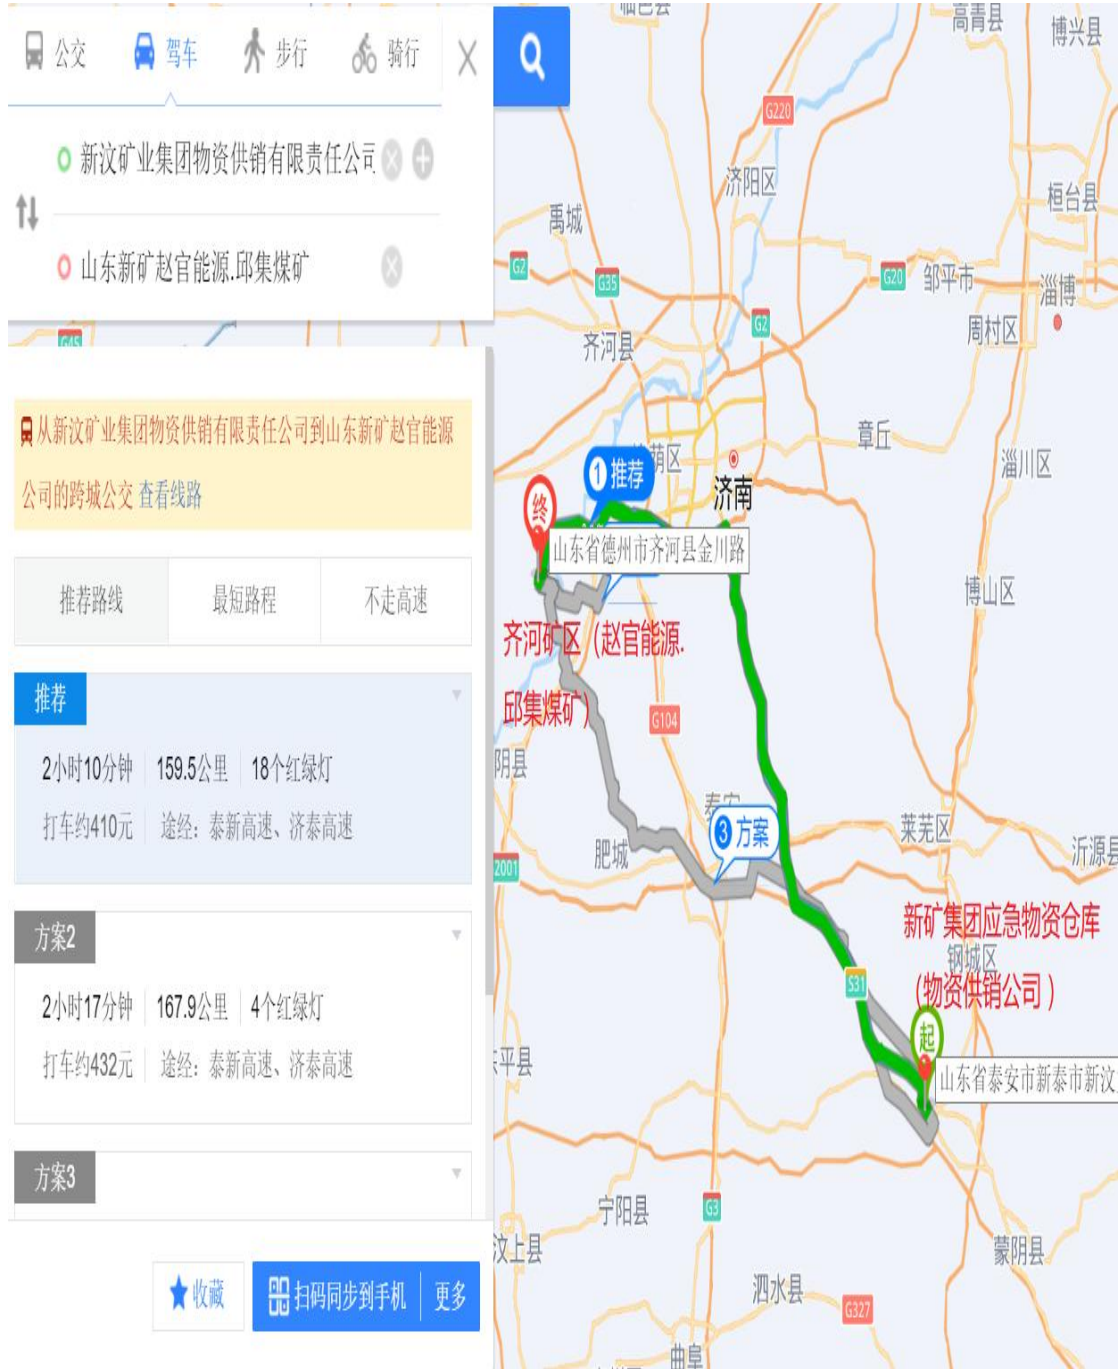 公交
驾车
步行
骑行
新汶矿业集团物资供销有限责任公司
山东新矿赵官能源.邱集煤矿
G45
从新汶矿业集团物资供销有限责任公司到山东新矿赵官能源
公司的跨城公交 查看线路
推荐路线
最短路程
不走高速
推荐
2小时10分钟 159.5公里 18个红绿灯
打车约410元 途经：泰新高速、济泰高速
方案2
2小时17分钟 167.9公里 4个红绿灯
打车约432元 途经：泰新高速、济泰高速
方案3
收藏
扫码同步到手机
更多
高青县
博兴县
G220
济阳区
桓台县
禹城
G2
G35
G20
邹平市
淄博
G2
周村区
齐河县
章丘
淄川区
1 推荐
荫区
济南
终
山东省德州市齐河县金川路
博山区
齐河矿区（赵官能源.
邱集煤矿）
G104
阴县
3 方案
莱芜区
肥城
沂源县
2001
新矿集团应急物资仓库
钢城区
（物资供销公司）
S31
起
山东省泰安市新泰市新汶
平县
宁阳县
G3
汶上县
蒙阴县
泗水县
G327
曲阜